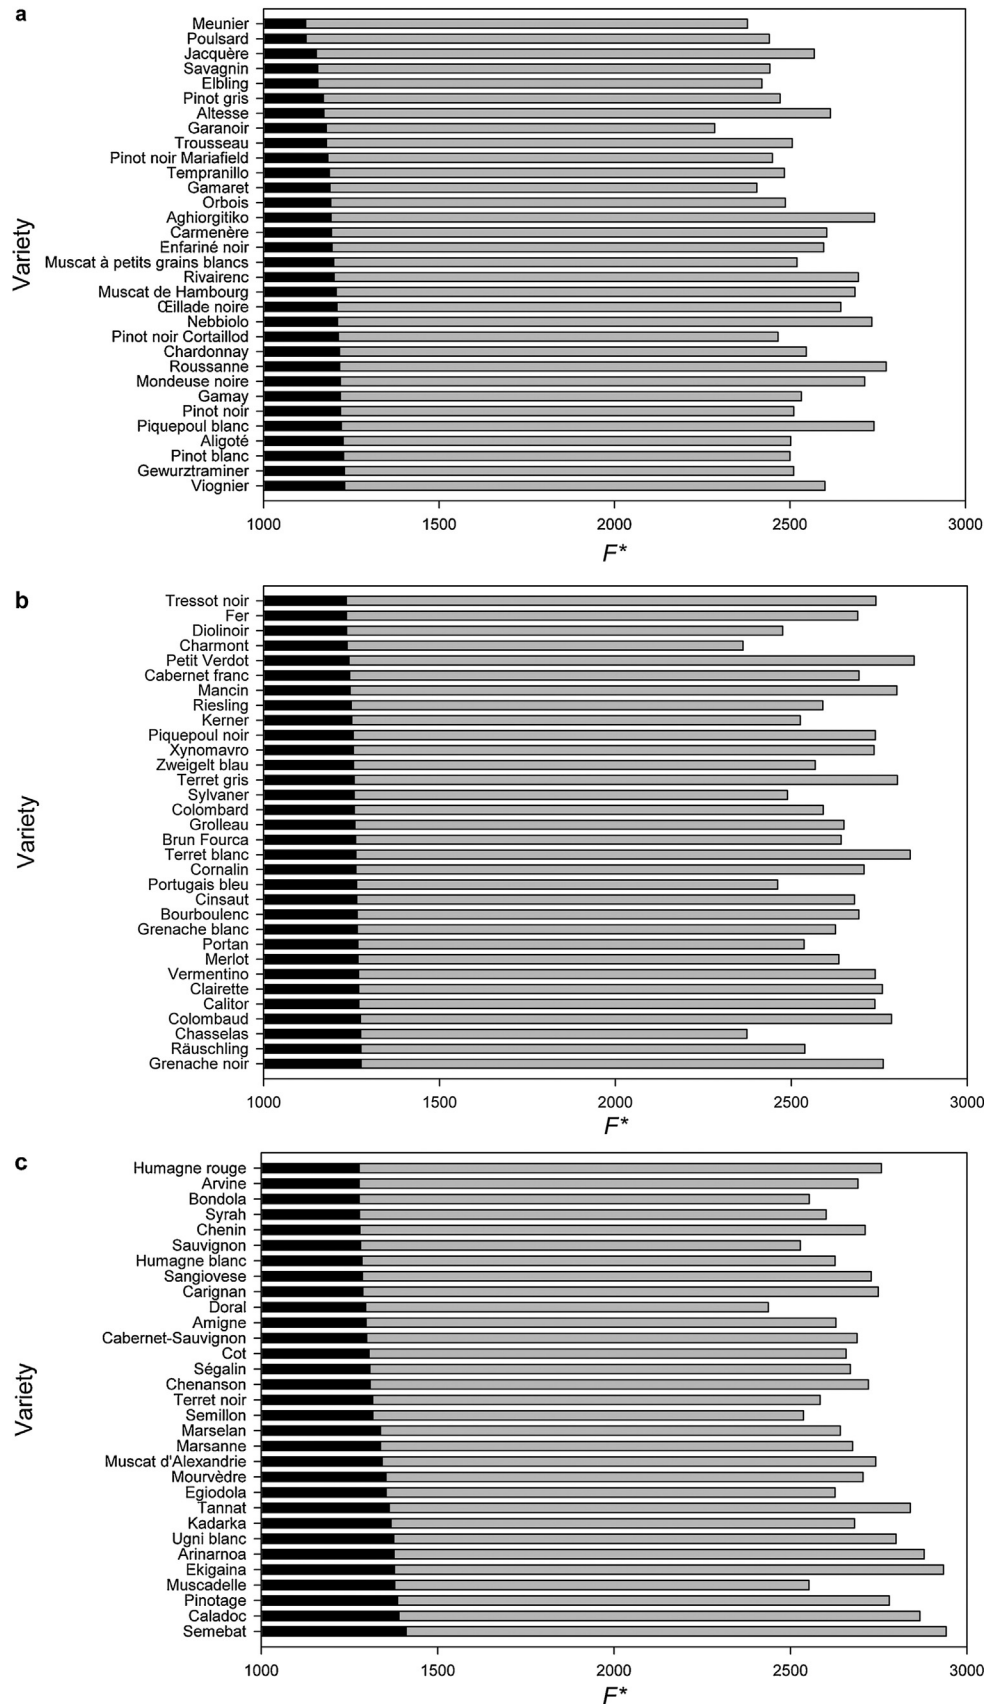 a
Meunier
Poulsard
Jacquère
Savagnin
Elbling
Pinot gris
Altesse
Garanoir
Trousseau
Pinot noir Mariafield
Tempranillo
Gamaret
Orbois
Aghiorgitiko
Carmenère
Enfariné noir
Muscat à petits grains blancs
Rivairenc
Muscat de Hambourg
Œillade noire
Nebbiolo
Pinot noir Cortaillod
Chardonnay
Roussanne
Mondeuse noire
Gamay
Pinot noir
Piquepoul blanc
Aligoté
Pinot blanc
Gewurztraminer
Viognier
Variety
1000 1500 2000 2500 3000
F*
b
Tressot noir
Fer
Diolinoir
Charmont
Petit Verdot
Cabernet franc
Mancin
Riesling
Kerner
Piquepoul noir
Xynomavro
Zweigelt blau
Terret gris
Sylvaner
Colombard
Grolleau
Brun Fourca
Terret blanc
Cornalin
Portugais bleu
Cinsaut
Bourboulenc
Grenache blanc
Portan
Merlot
Vermentino
Clairette
Calitor
Colombaud
Chasselas
Räuschling
Grenache noir
Variety
1000 1500 2000 2500 3000
F*
c
Humagne rouge
Arvine
Bondola
Syrah
Chenin
Sauvignon
Humagne blanc
Sangiovese
Carignan
Doral
Amigne
Cabernet-Sauvignon
Cot
Ségalin
Chenanson
Terret noir
Semillon
Marselan
Marsanne
Muscat d'Alexandrie
Mourvèdre
Egiodola
Tannat
Kadarka
Ugni blanc
Arinarnoa
Ekigaina
Muscadelle
Pinotage
Caladoc
Semebat
Variety
1000 1500 2000 2500 3000
F*